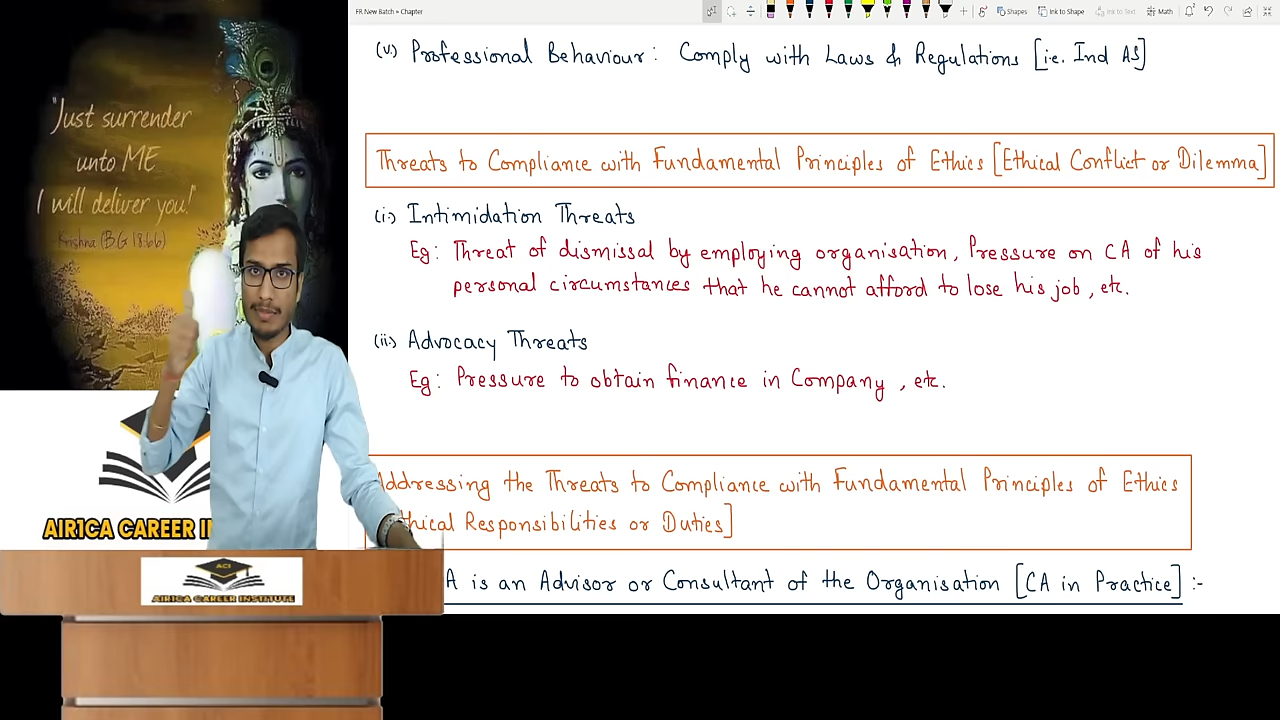 FR New Batch » Chapter
Shapes
Ink to Shape
Ink to Text
Math
(v) Professional Behaviour: Comply with Laws & Regulations [i.e. Ind AS]
"Just surrender
unto ME
I will deliver you!"
- Krishna (BG 18:66)
Threats to Compliance with Fundamental Principles of Ethics [Ethical Conflict or Dilemma]
(i) Intimidation Threats
Eg: Threat of dismissal by employing organisation, Pressure on CA of his
personal circumstances that he cannot afford to lose his job, etc.
(ii) Advocacy Threats
Eg: Pressure to obtain finance in Company, etc.
Addressing the Threats to Compliance with Fundamental Principles of Ethics
thical Responsibilities or Duties]
A is an Advisor or Consultant of the Organisation [CA in Practice] :-
AIR1CA CAREER IN
ACI
AIR1CA CAREER INSTITUTE